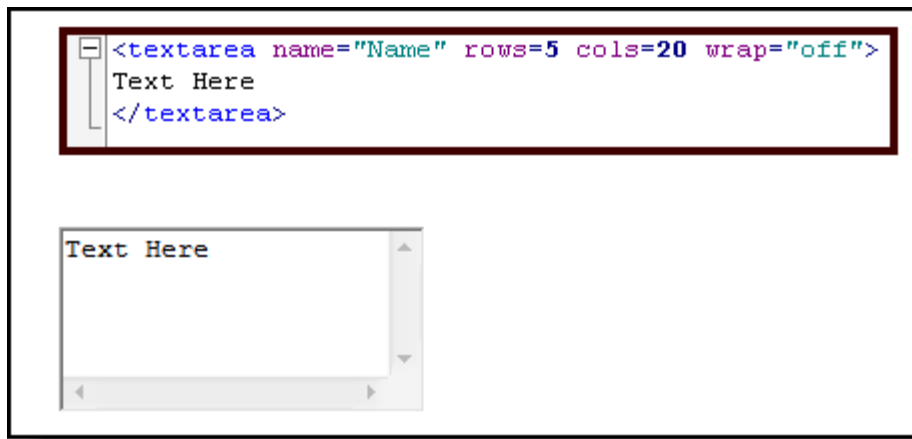 <textarea name="Name" rows=5 cols=20 wrap="off">
Text Here
</textarea>
Text Here